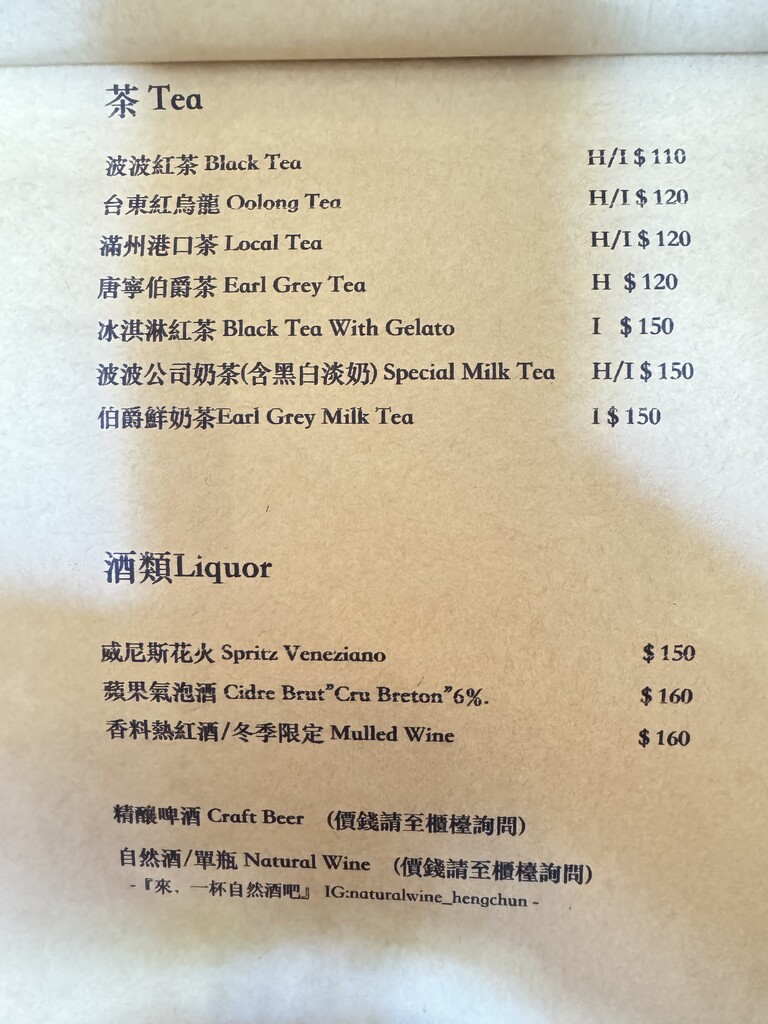 茶 Tea
波波紅茶 Black Tea H/I $ 110
台東紅烏龍 Oolong Tea H/I $ 120
滿州港口茶 Local Tea H/I $ 120
唐寧伯爵茶 Earl Grey Tea H $ 120
冰淇淋紅茶 Black Tea With Gelato I $ 150
波波公司奶茶(含黑白淡奶) Special Milk Tea H/I $ 150
伯爵鮮奶茶Earl Grey Milk Tea I $ 150
酒類Liquor
威尼斯花火 Spritz Veneziano $ 150
蘋果氣泡酒 Cidre Brut”Cru Breton”6%. $ 160
香料熱紅酒/冬季限定 Mulled Wine $ 160
精釀啤酒 Craft Beer (價錢請至櫃檯詢問)
自然酒/單瓶 Natural Wine (價錢請至櫃檯詢問)
-『來、一杯自然酒吧』 IG:naturalwine_hengchun -